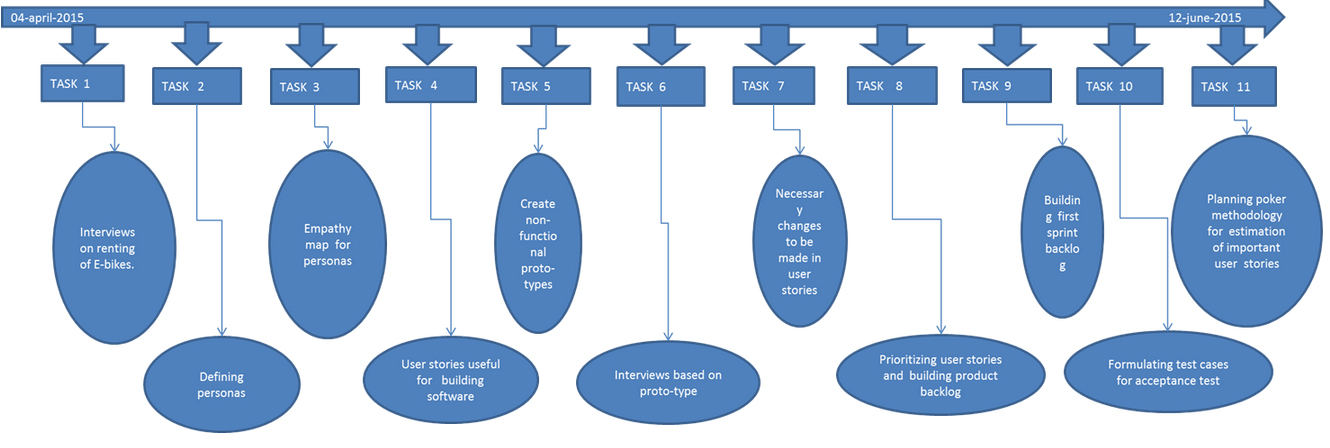 04-april-2015
12-june-2015
TASK 1
TASK 2
TASK 3
TASK 4
TASK 5
TASK 6
TASK 7
TASK 8
TASK 9
TASK 10
TASK 11
Interviews
on renting
of E-bikes.
Defining
personas
Empathy
map for
personas
User stories useful
for building
software
Create
non-
functio
nal
proto-
types
Interviews based on
proto-type
Necessar
y
changes
to be
made in
user
stories
Prioritizing user stories
and building product
backlog
Buildin
g first
sprint
backlo
g
Formulating test cases
for acceptance test
Planning poker
methodology
for estimation
of important
user stories